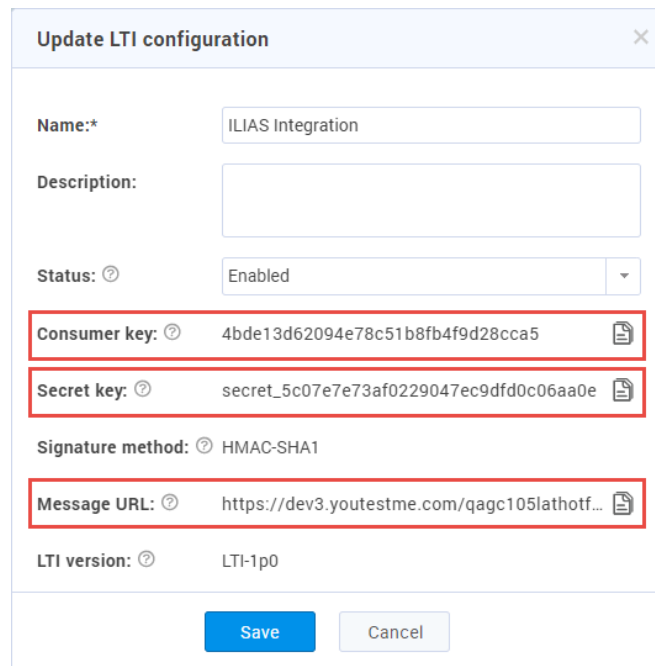 Update LTI configuration
Name:* ILIAS Integration
Description:
Status: Enabled
Consumer key: 4bde13d62094e78c51b8fb4f9d28cca5
Secret key: secret_5c07e7e73af0229047ec9dfd0c06aa0e
Signature method: HMAC-SHA1
Message URL: https://dev3.youtestme.com/qagc105lathotf...
LTI version: LTI-1p0
Save Cancel